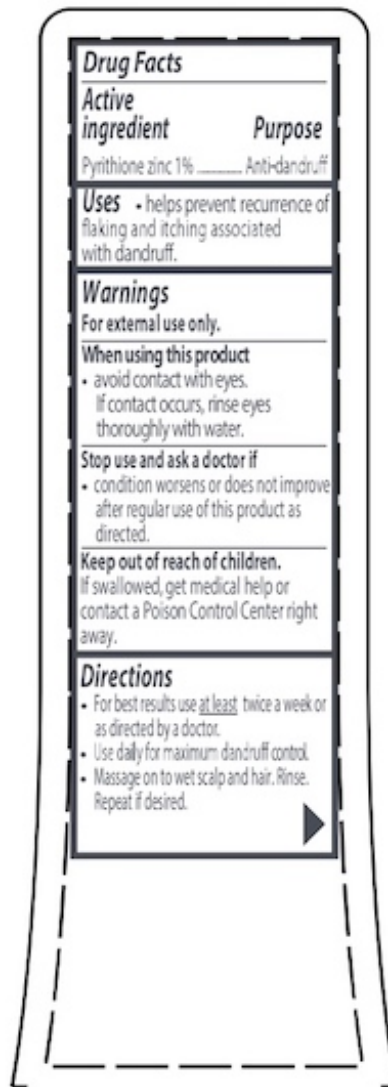 Drug Facts
Active
ingredient Purpose
Pyrithione zinc 1% ............ Anti-dandruff
Uses • helps prevent recurrence of
flaking and itching associated
with dandruff.
Warnings
For external use only.
When using this product
• avoid contact with eyes.
If contact occurs, rinse eyes
thoroughly with water.
Stop use and ask a doctor if
• condition worsens or does not improve
after regular use of this product as
directed.
Keep out of reach of children.
If swallowed, get medical help or
contact a Poison Control Center right
away.
Directions
• For best results use at least twice a week or
as directed by a doctor.
• Use daily for maximum dandruff control.
• Massage on to wet scalp and hair. Rinse.
Repeat if desired.